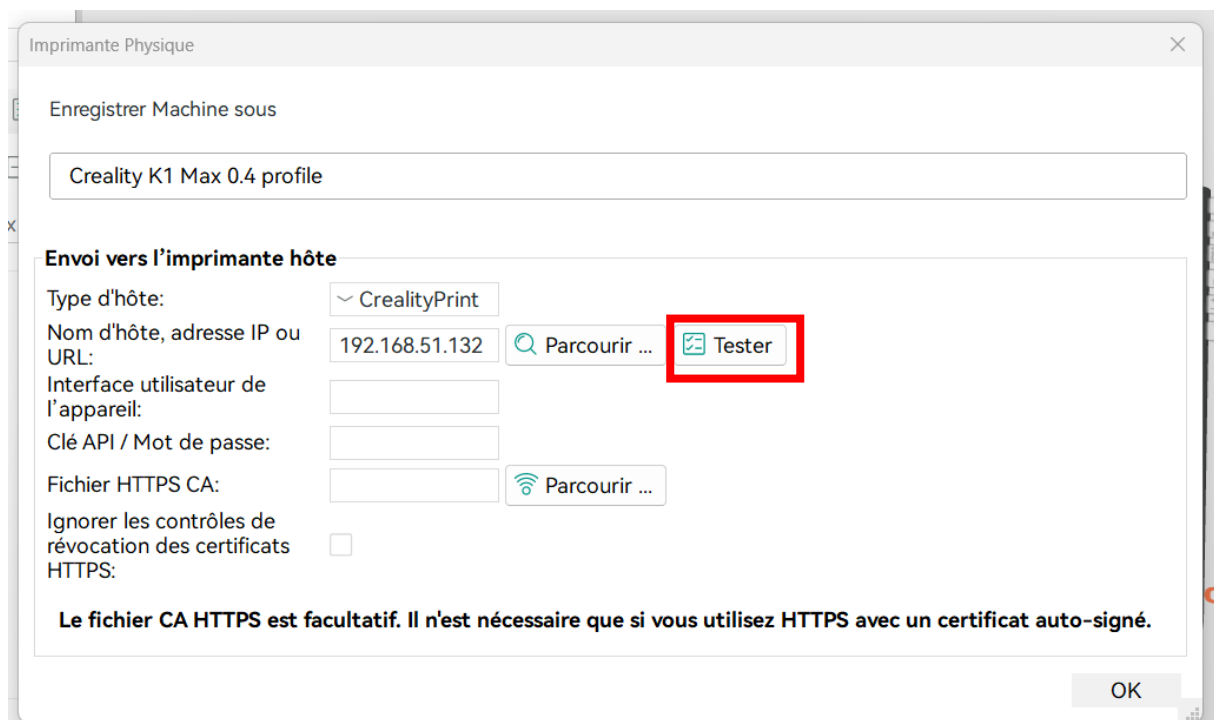 Imprimante Physique
Enregistrer Machine sous
Creality K1 Max 0.4 profile
Envoi vers l’imprimante hôte
Type d'hôte:
CrealityPrint
Nom d'hôte, adresse IP ou
URL:
192.168.51.132
Parcourir ...
Tester
Interface utilisateur de
l’appareil:
Clé API / Mot de passe:
Fichier HTTPS CA:
Parcourir ...
Ignorer les contrôles de
révocation des certificats
HTTPS:
Le fichier CA HTTPS est facultatif. Il n'est nécessaire que si vous utilisez HTTPS avec un certificat auto-signé.
OK